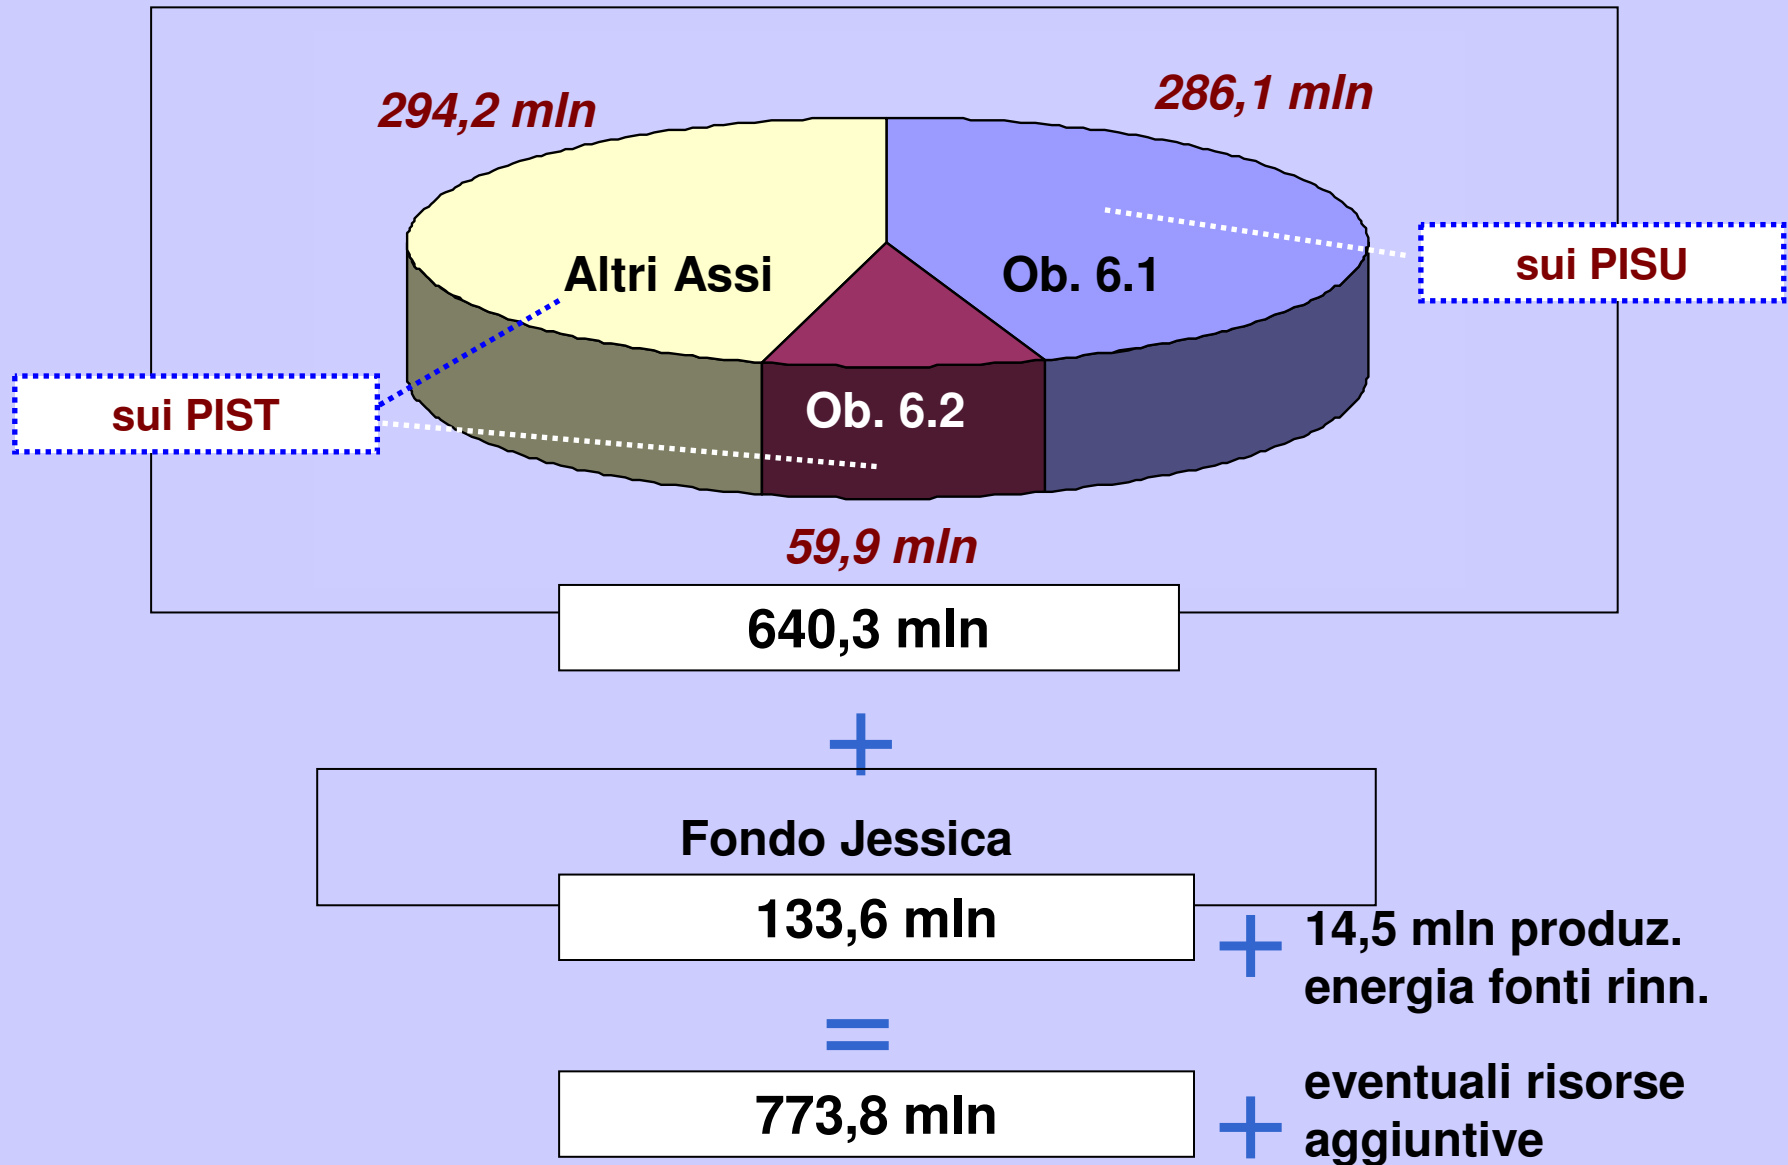 294,2 mln
286,1 mln
Altri Assi
Ob. 6.1
sui PISU
sui PIST
Ob. 6.2
59,9 mln
640,3 mln
+
Fondo Jessica
133,6 mln
+ 14,5 mln produz.
energia fonti rinn.
=
773,8 mln
+ eventuali risorse
aggiuntive